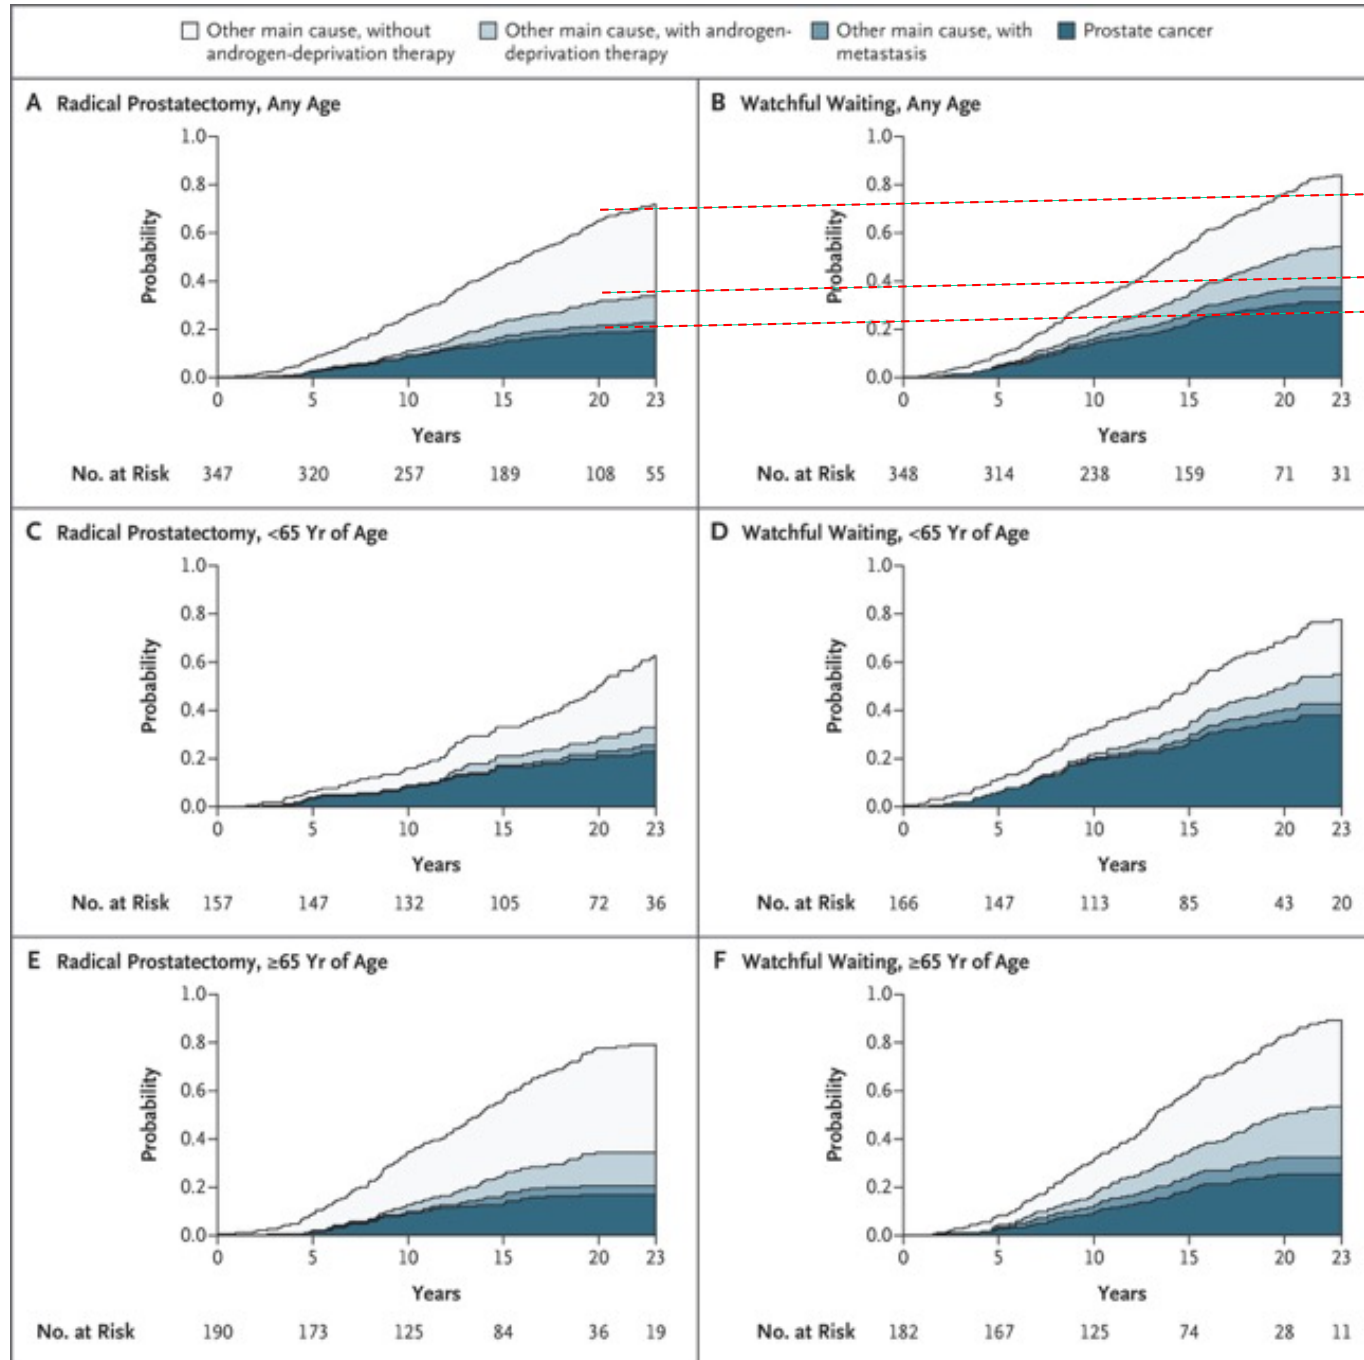 Other main cause, without androgen-deprivation therapy
Other main cause, with androgen-deprivation therapy
Other main cause, with metastasis
Prostate cancer
A Radical Prostatectomy, Any Age
Probability
1.0
0.8
0.6
0.4
0.2
0.0
0 5 10 15 20 23
Years
No. at Risk 347 320 257 189 108 55
B Watchful Waiting, Any Age
Probability
1.0
0.8
0.6
0.4
0.2
0.0
0 5 10 15 20 23
Years
No. at Risk 348 314 238 159 71 31
C Radical Prostatectomy, <65 Yr of Age
Probability
1.0
0.8
0.6
0.4
0.2
0.0
0 5 10 15 20 23
Years
No. at Risk 157 147 132 105 72 36
D Watchful Waiting, <65 Yr of Age
Probability
1.0
0.8
0.6
0.4
0.2
0.0
0 5 10 15 20 23
Years
No. at Risk 166 147 113 85 43 20
E Radical Prostatectomy, ≥65 Yr of Age
Probability
1.0
0.8
0.6
0.4
0.2
0.0
0 5 10 15 20 23
Years
No. at Risk 190 173 125 84 36 19
F Watchful Waiting, ≥65 Yr of Age
Probability
1.0
0.8
0.6
0.4
0.2
0.0
0 5 10 15 20 23
Years
No. at Risk 182 167 125 74 28 11